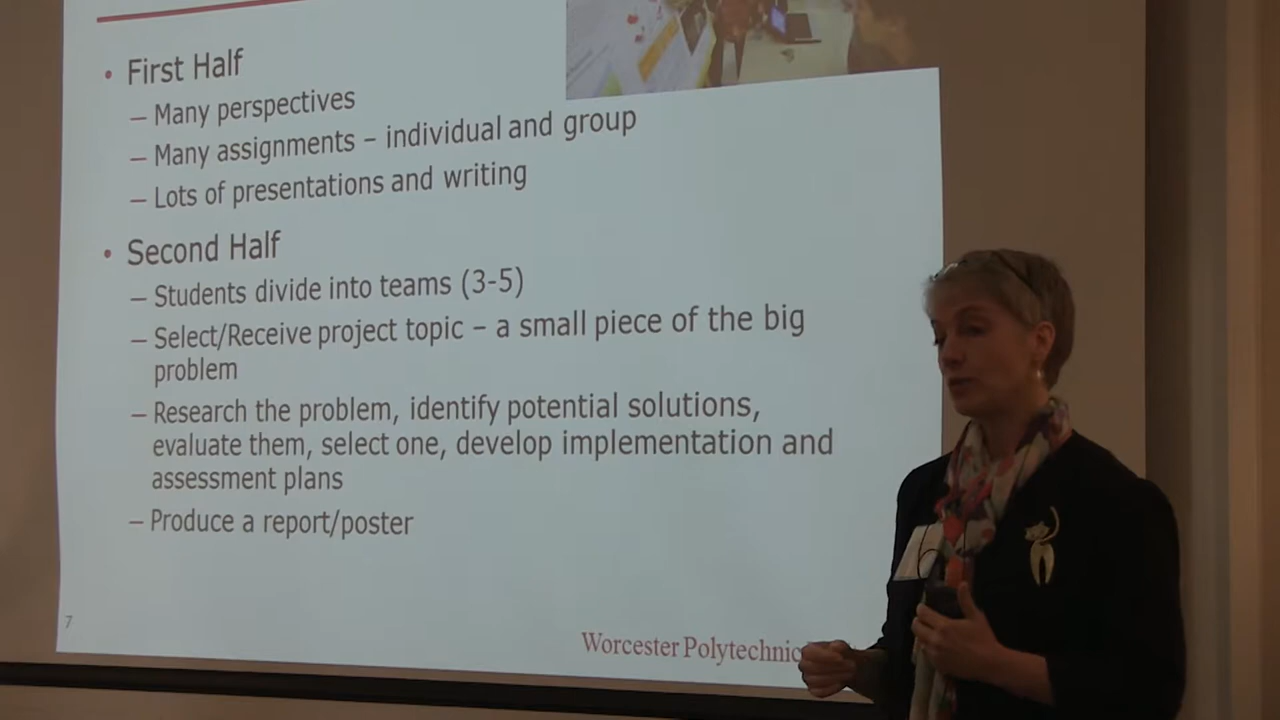 • First Half
– Many perspectives
– Many assignments – individual and group
– Lots of presentations and writing
• Second Half
– Students divide into teams (3-5)
– Select/Receive project topic – a small piece of the big
problem
– Research the problem, identify potential solutions,
evaluate them, select one, develop implementation and
assessment plans
– Produce a report/poster
7
Worcester Polytechnic